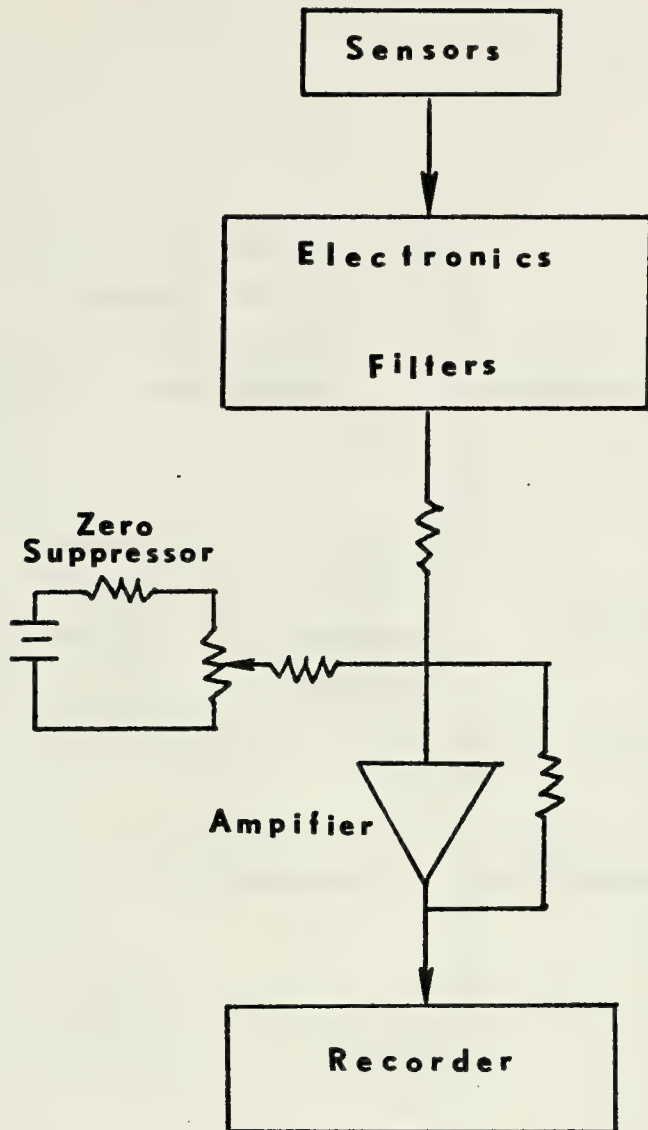 Sensors
Electronics
Filters
Zero
Suppressor
Ampifier
Recorder